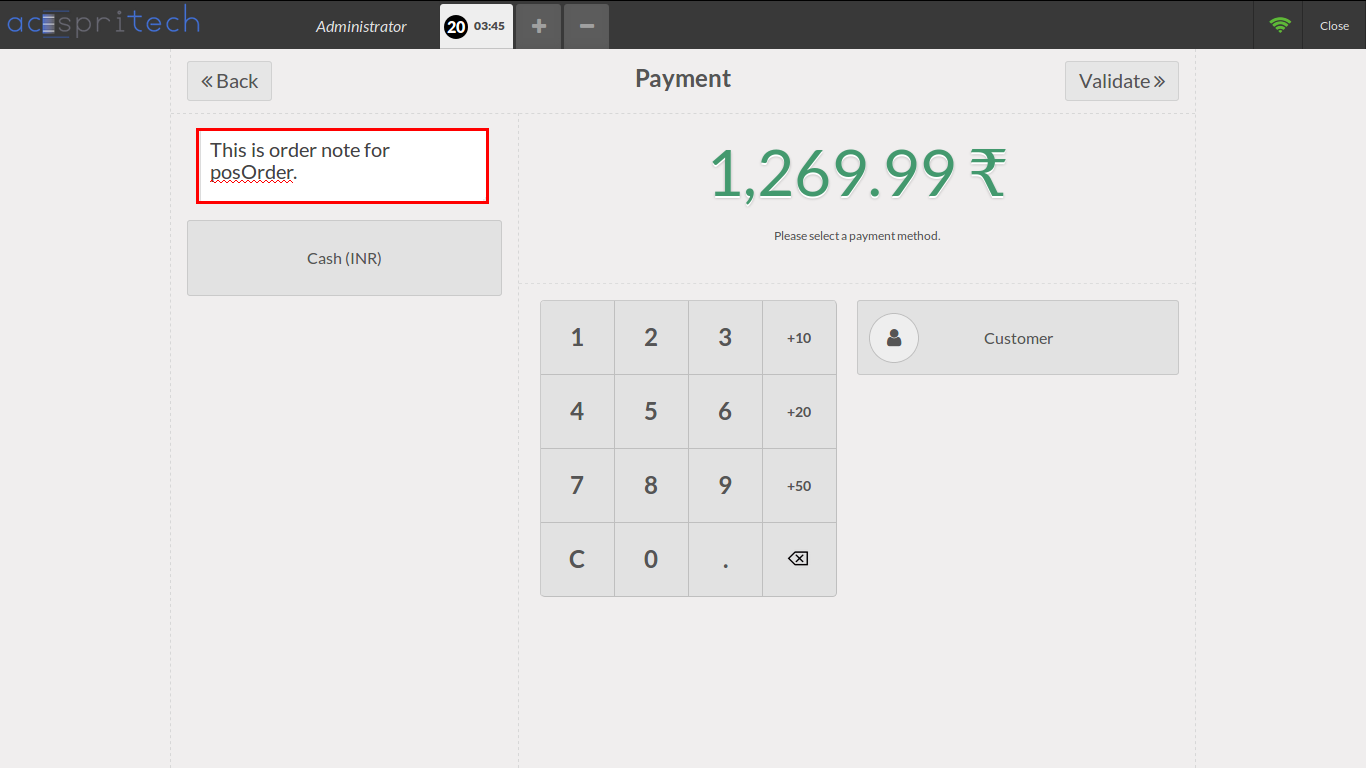 acespritech
Administrator
20 03:45
Close
Back
Payment
Validate
This is order note for
posOrder.
1,269.99 ₹
Please select a payment method.
Cash (INR)
1 2 3 +10
4 5 6 +20
7 8 9 +50
C 0 .
Customer